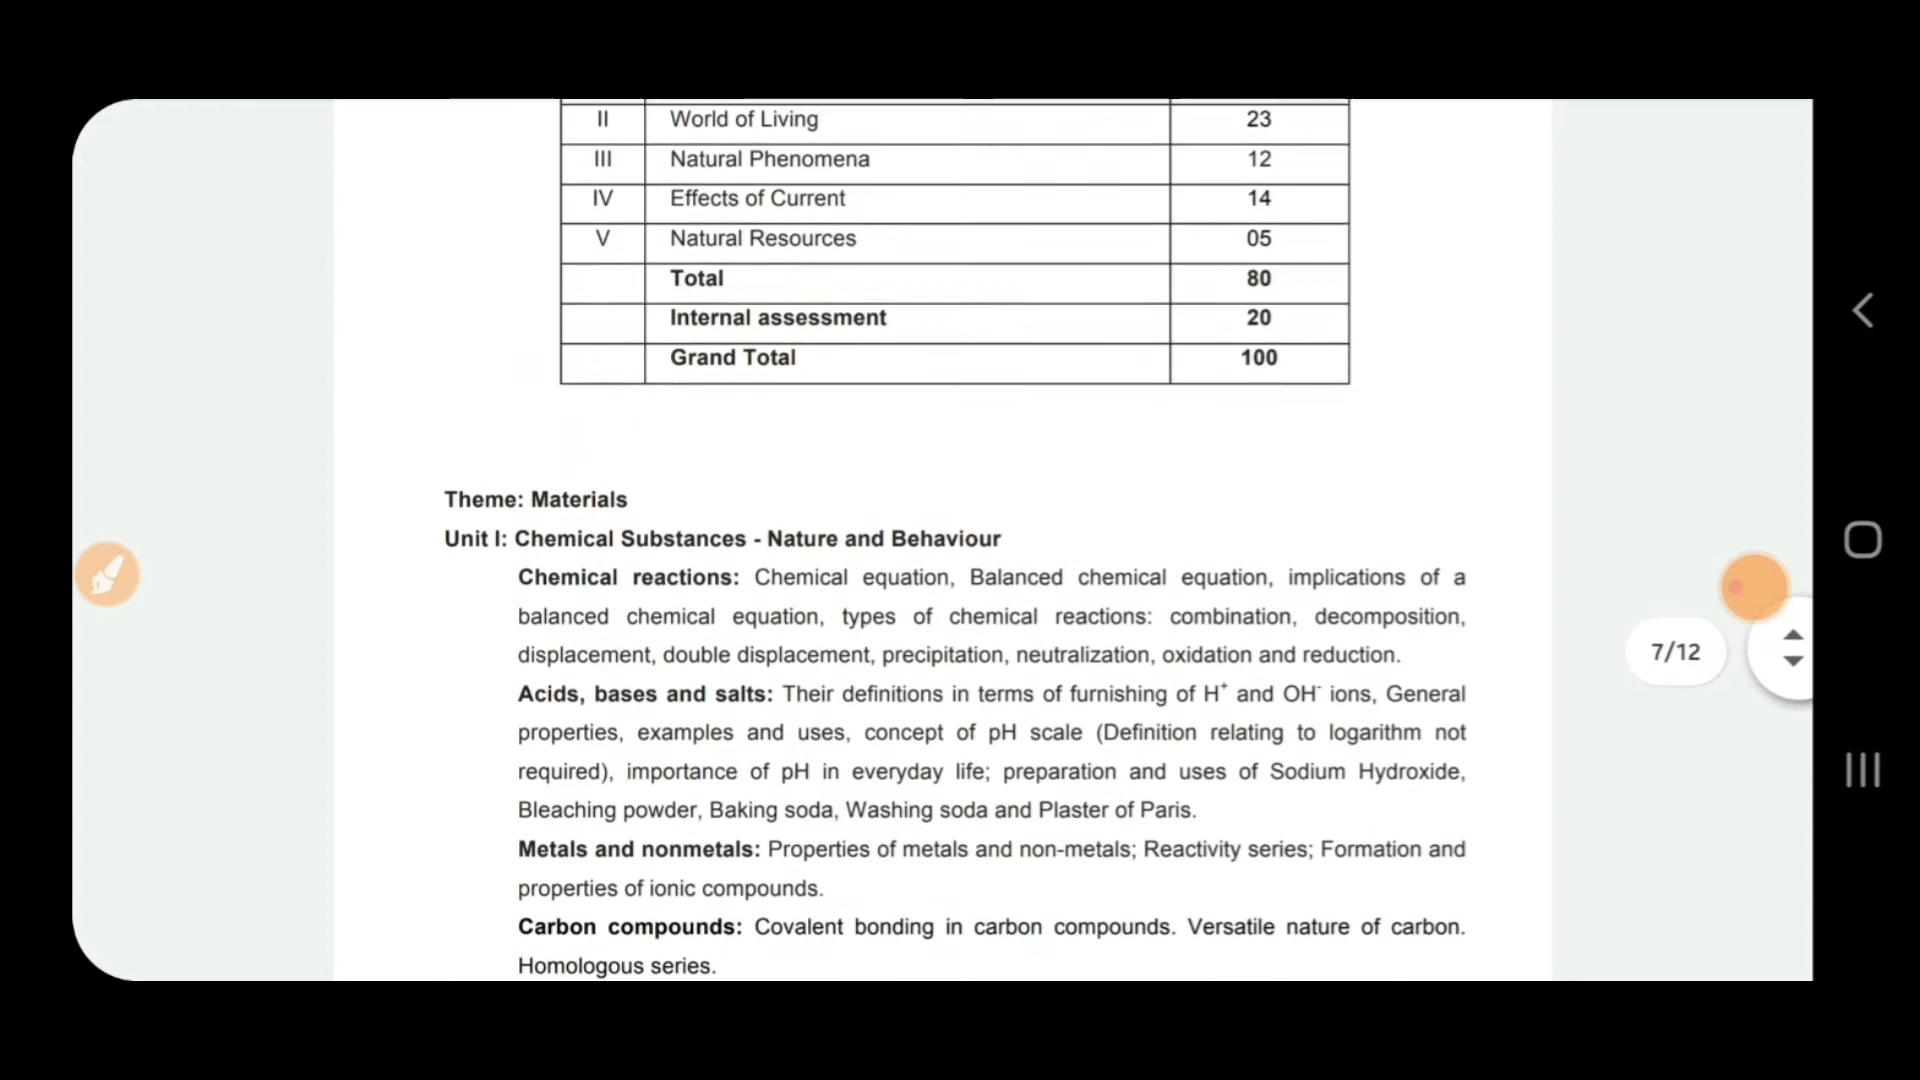 II World of Living 23
III Natural Phenomena 12
IV Effects of Current 14
V Natural Resources 05
Total 80
Internal assessment 20
Grand Total 100
Theme: Materials
Unit I: Chemical Substances - Nature and Behaviour
Chemical reactions: Chemical equation, Balanced chemical equation, implications of a
balanced chemical equation, types of chemical reactions: combination, decomposition,
displacement, double displacement, precipitation, neutralization, oxidation and reduction.
Acids, bases and salts: Their definitions in terms of furnishing of H⁺ and OH⁻ ions, General
properties, examples and uses, concept of pH scale (Definition relating to logarithm not
required), importance of pH in everyday life; preparation and uses of Sodium Hydroxide,
Bleaching powder, Baking soda, Washing soda and Plaster of Paris.
Metals and nonmetals: Properties of metals and non-metals; Reactivity series; Formation and
properties of ionic compounds.
Carbon compounds: Covalent bonding in carbon compounds. Versatile nature of carbon.
Homologous series.
7/12